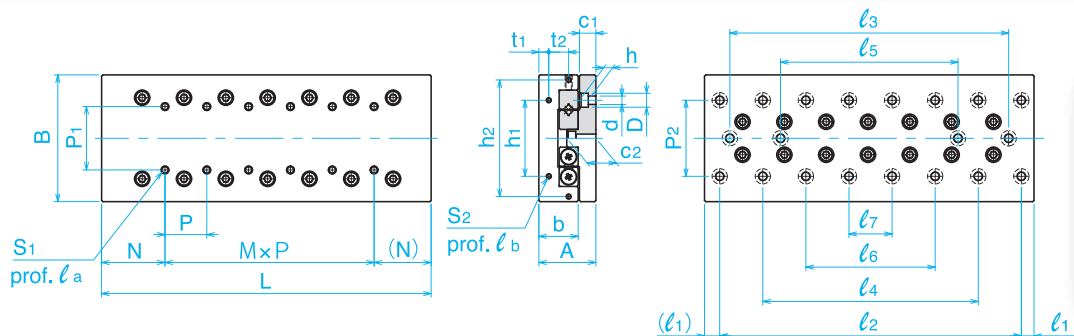 B
P1
S1
prof. ℓa
P
N
M×P
(N)
L
t1
t2
c1
h
h2
h1
d
D
c2
S2
prof. ℓb
b
A
ℓ3
ℓ5
P2
ℓ7
ℓ6
ℓ4
(ℓ1)
ℓ2
ℓ1